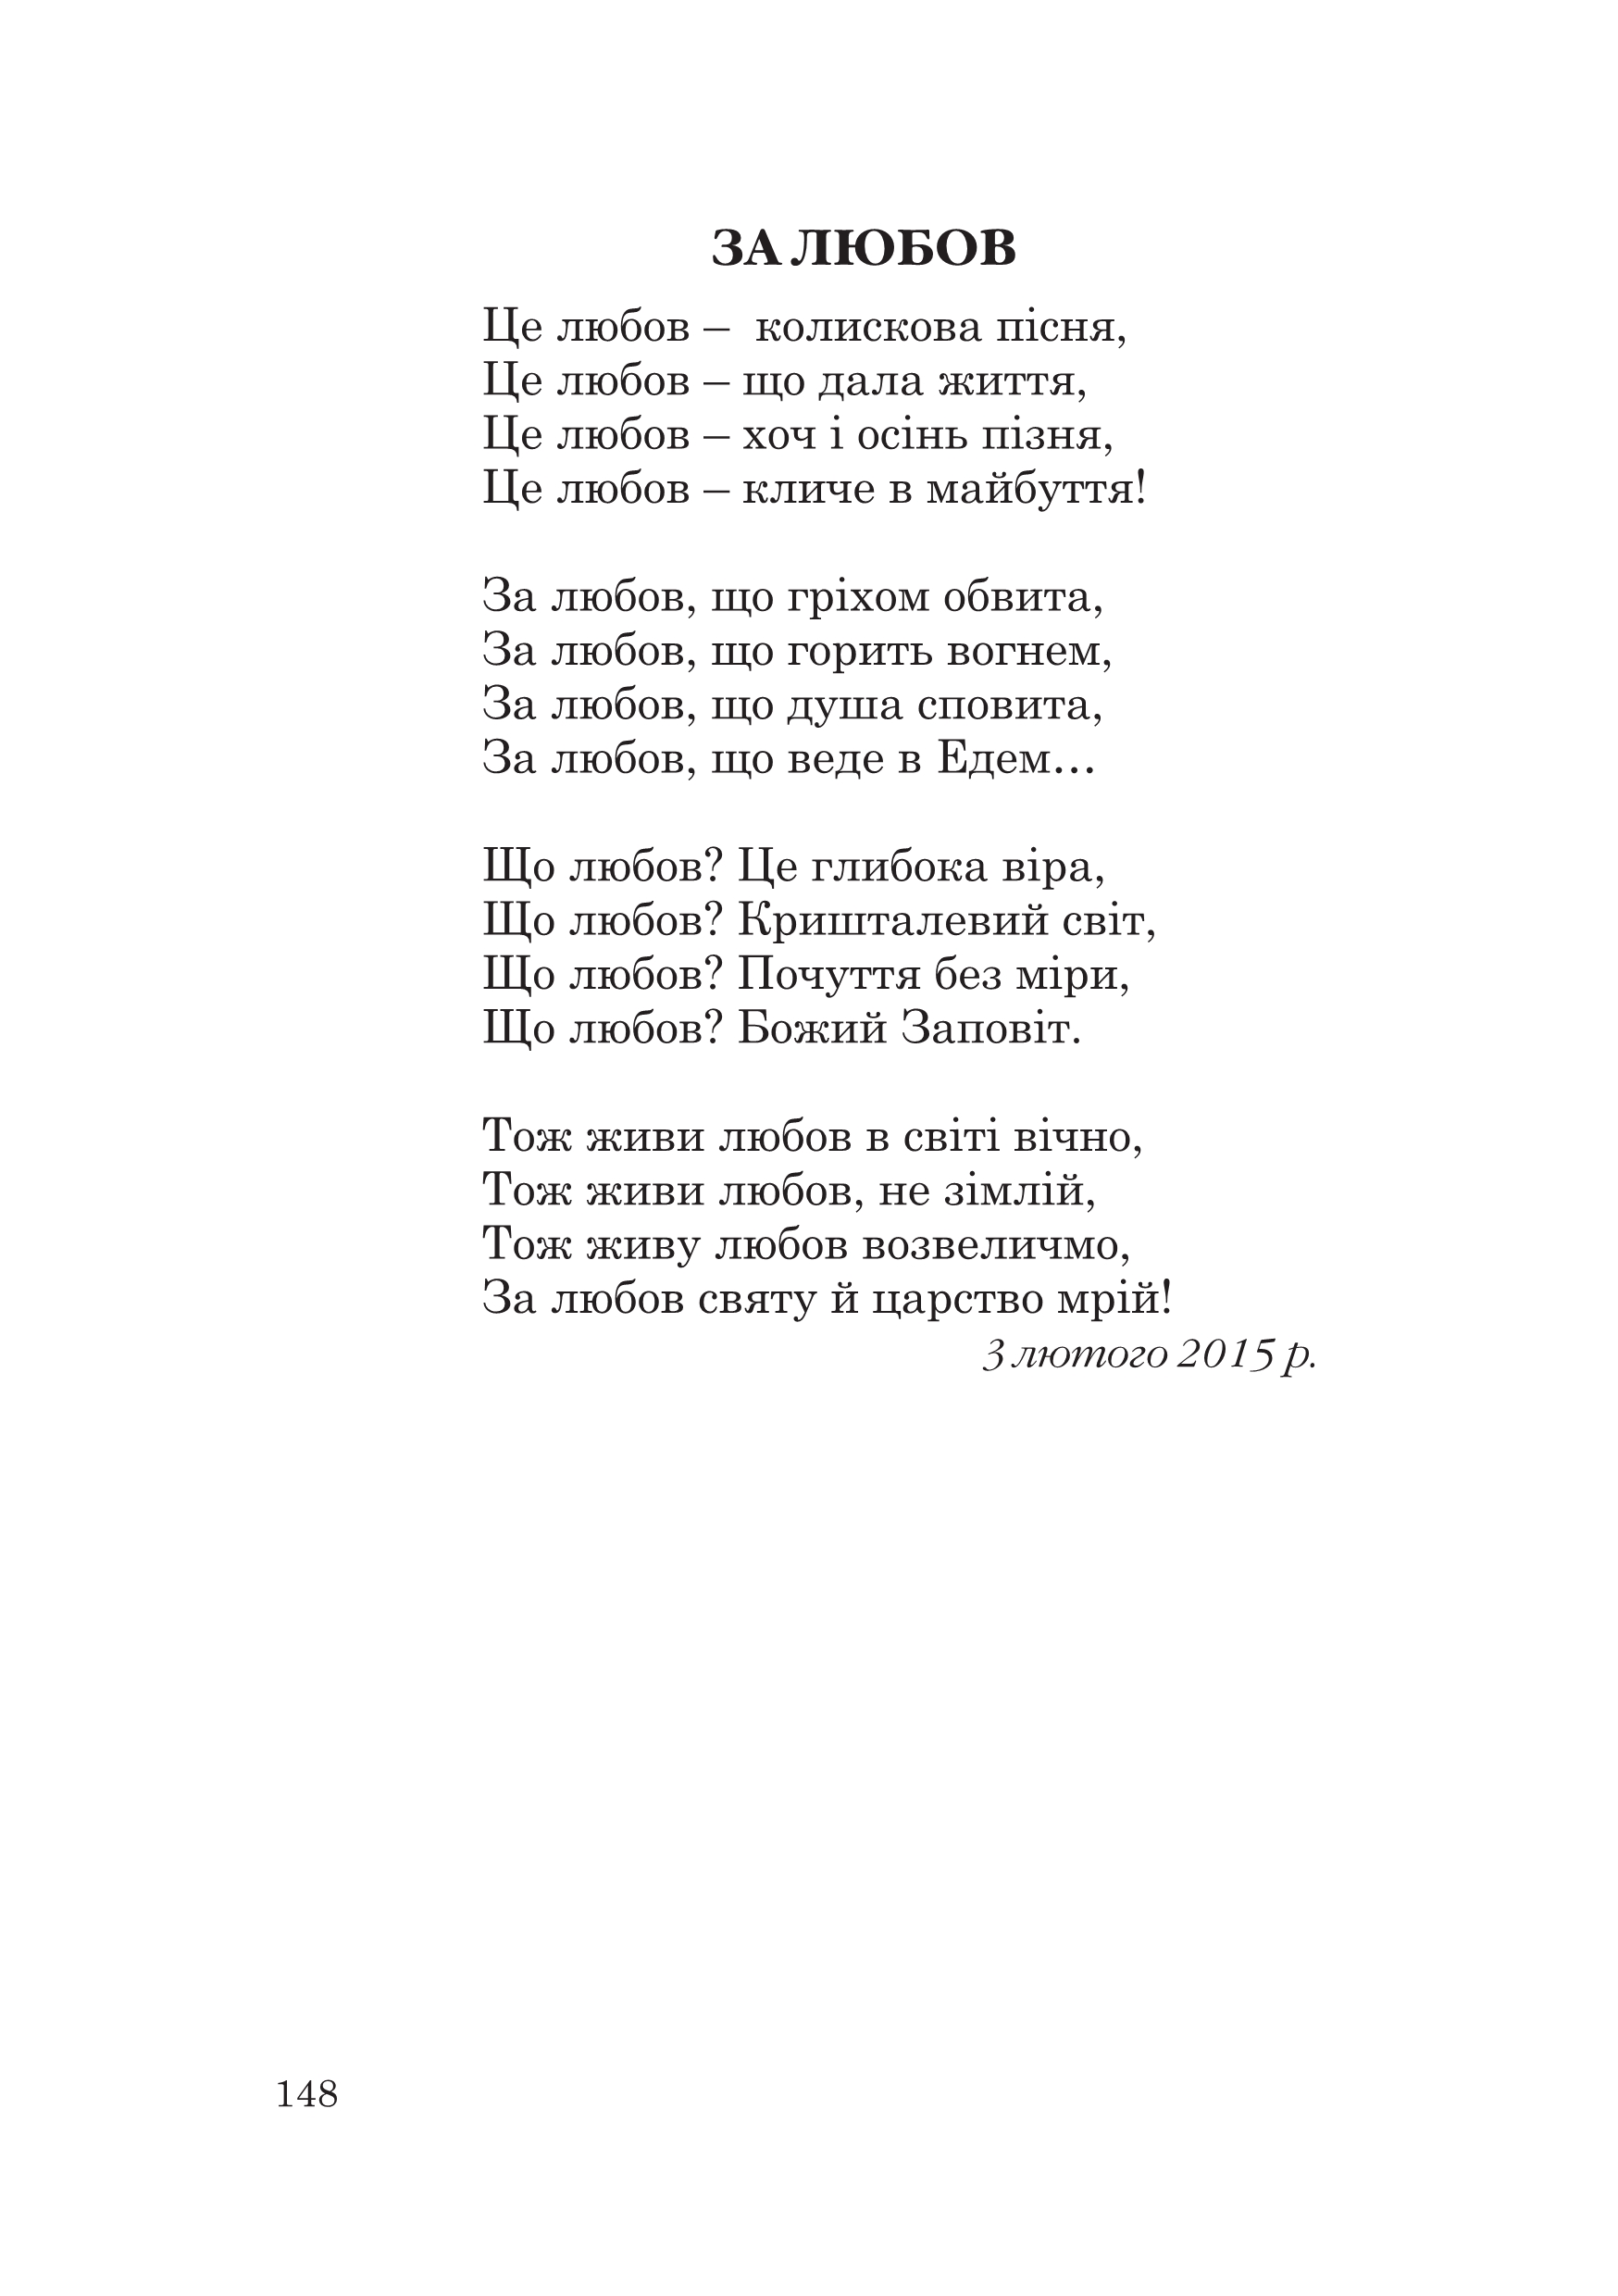 ЗА ЛЮБОВ
Це любов –  колискова пісня,
Це любов – що дала життя,
Це любов – хоч і осінь пізня,
Це любов – кличе в майбуття!
За любов, що гріхом обвита,
За любов, що горить вогнем,
За любов, що душа сповита,
За любов, що веде в Едем...
Що любов? Це глибока віра,
Що любов? Кришталевий світ,
Що любов? Почуття без міри,
Що любов? Божий Заповіт.
Тож живи любов в світі вічно,
Тож живи любов, не зімлій,
Тож живу любов возвеличмо,
За любов святу й царство мрій!
3 лютого 2015 р.
148